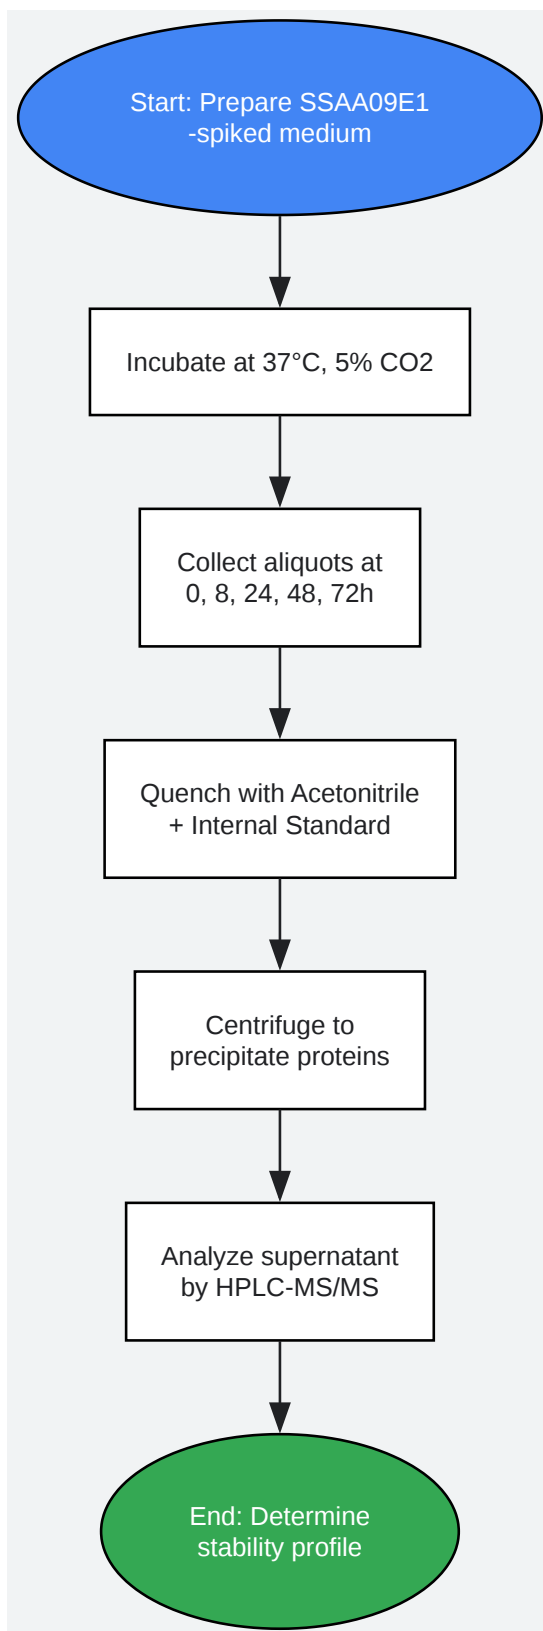 Start: Prepare SSAA09E1
-spiked medium
Incubate at 37°C, 5% CO2
Collect aliquots at
0, 8, 24, 48, 72h
Quench with Acetonitrile
+ Internal Standard
Centrifuge to
precipitate proteins
Analyze supernatant
by HPLC-MS/MS
End: Determine
stability profile